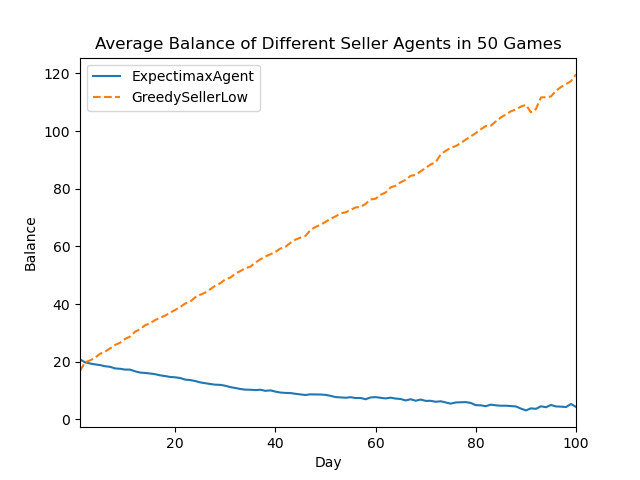 Average Balance of Different Seller Agents in 50 Games
ExpectimaxAgent
GreedySellerLow
120
100
80
60
40
20
0
Balance
20 40 60 80 100
Day